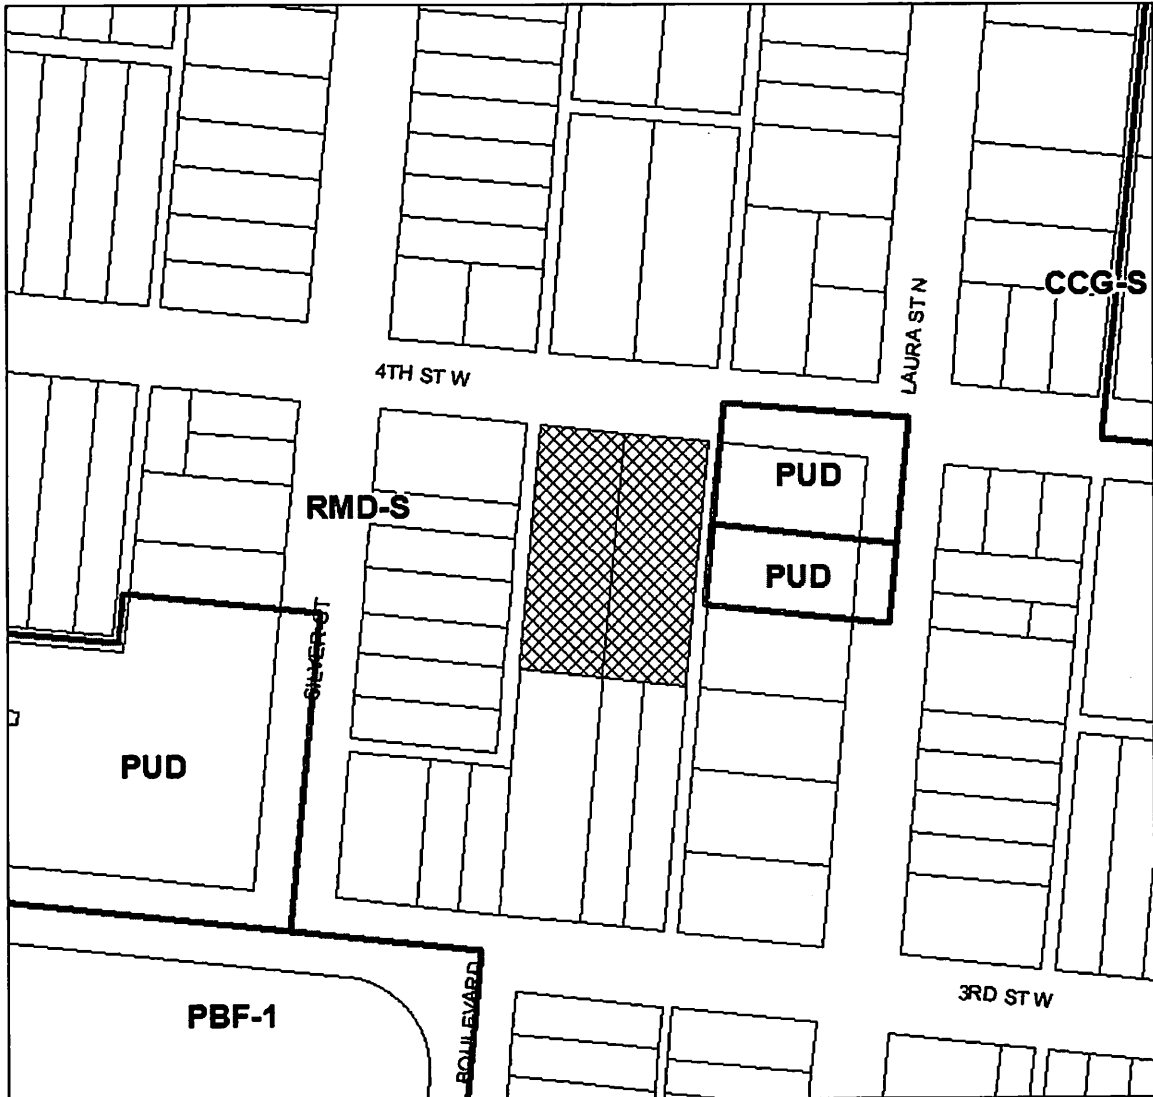 LAURA ST N
CCG-S
4TH ST W
PUD
RMD-S
PUD
SILVER ST
PUD
3RD ST W
PBF-1
BOULEVARD